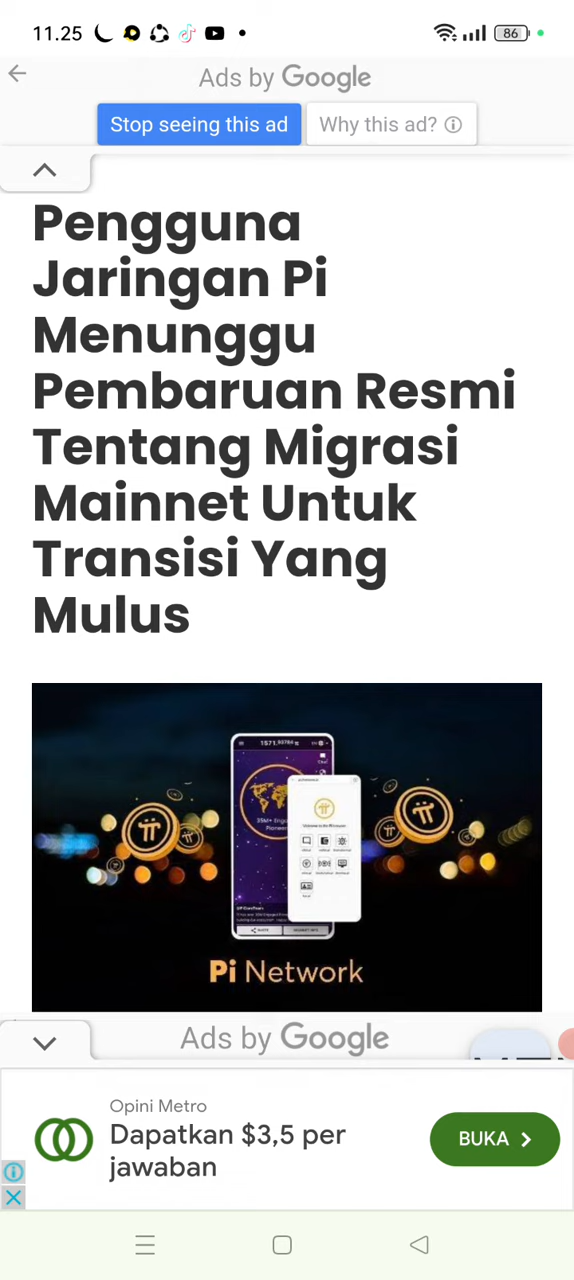 11.25
86
Ads by Google
Stop seeing this ad
Why this ad?
Pengguna
Jaringan Pi
Menunggu
Pembaruan Resmi
Tentang Migrasi
Mainnet Untuk
Transisi Yang
Mulus
Pi Network
Ads by Google
Opini Metro
Dapatkan $3,5 per
jawaban
BUKA